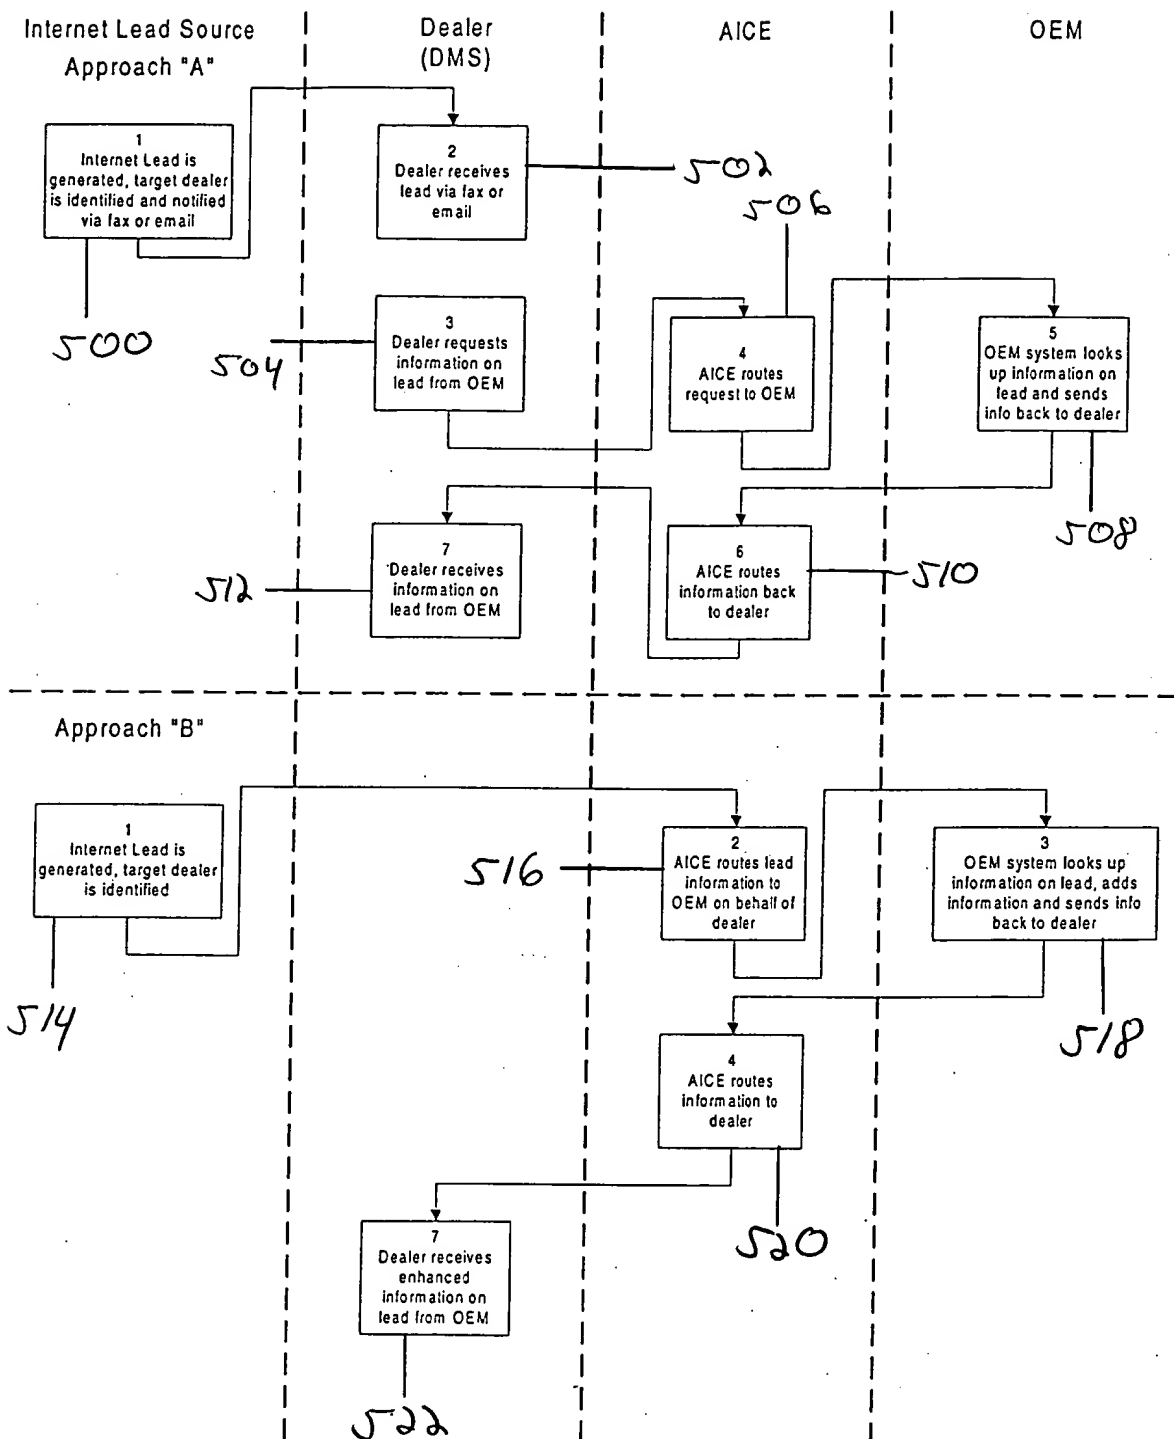 Internet Lead Source
Approach "A"
Dealer
(DMS)
AICE
OEM
1
Internet Lead is
generated, target dealer
is identified and notified
via fax or email
500
2
Dealer receives
lead via fax or
email
502
504
3
Dealer requests
information on
lead from OEM
506
4
AICE routes
request to OEM
5
OEM system looks
up information on
lead and sends
info back to dealer
508
6
AICE routes
information back
to dealer
510
512
7
Dealer receives
information on
lead from OEM
Approach "B"
1
Internet Lead is
generated, target dealer
is identified
514
516
2
AICE routes lead
information to
OEM on behalf of
dealer
3
OEM system looks up
information on lead, adds
information and sends info
back to dealer
518
4
AICE routes
information to
dealer
520
7
Dealer receives
enhanced
information on
lead from OEM
522